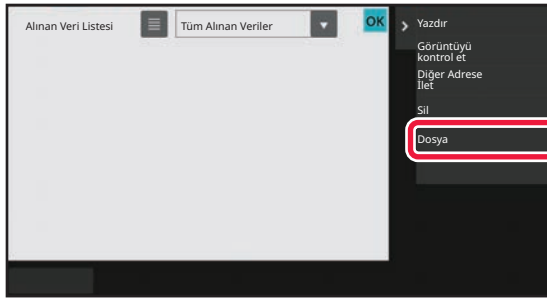 Alınan Veri Listesi
Tüm Alınan Veriler
OK
Yazdır
Görüntüyü
kontrol et
Diğer Adrese
İlet
Sil
Dosya